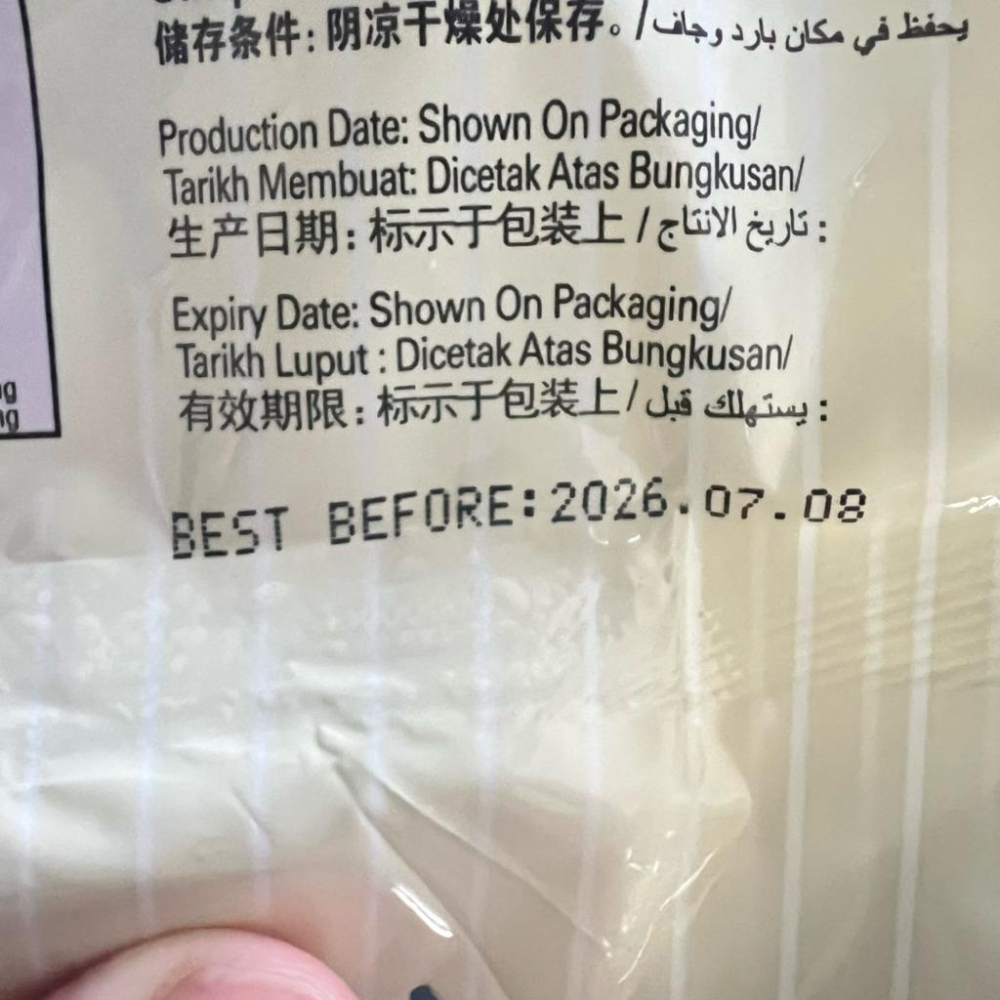 储存条件: 阴凉干燥处保存。/يحفظ في مكان بارد وجاف
Production Date: Shown On Packaging/
Tarikh Membuat: Dicetak Atas Bungkusan/
生产日期: 标示于包装上 / تاريخ الانتاج :
Expiry Date: Shown On Packaging/
Tarikh Luput : Dicetak Atas Bungkusan/
有效期限: 标示于包装上 / يستهلك قبل :
BEST BEFORE:2026.07.08